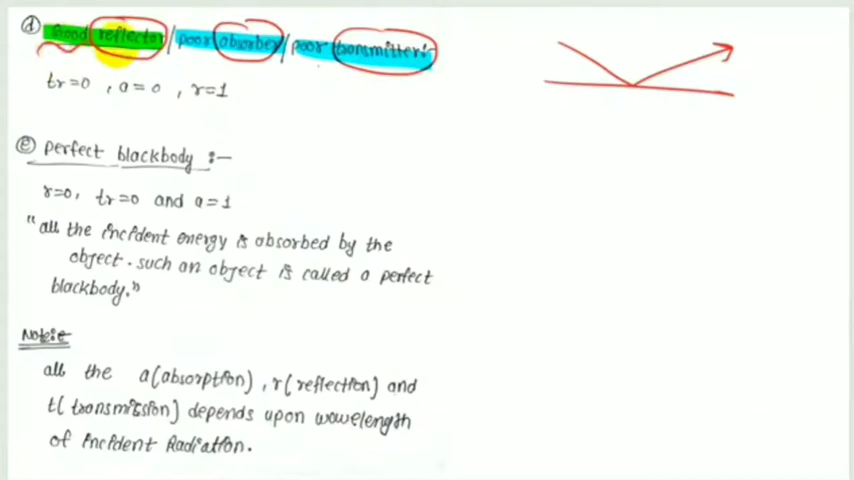 ⓓ Good reflector / poor absorber / poor transmitter:-
tr=0 , a=0 , r=1
ⓔ perfect blackbody :-
r=0, tr=0 and a=1
"all the incident energy is absorbed by the
object. such an object is called a perfect
blackbody."
Note:-
all the a(absorption), r(reflection) and
t(transmission) depends upon wavelength
of incident Radiation.